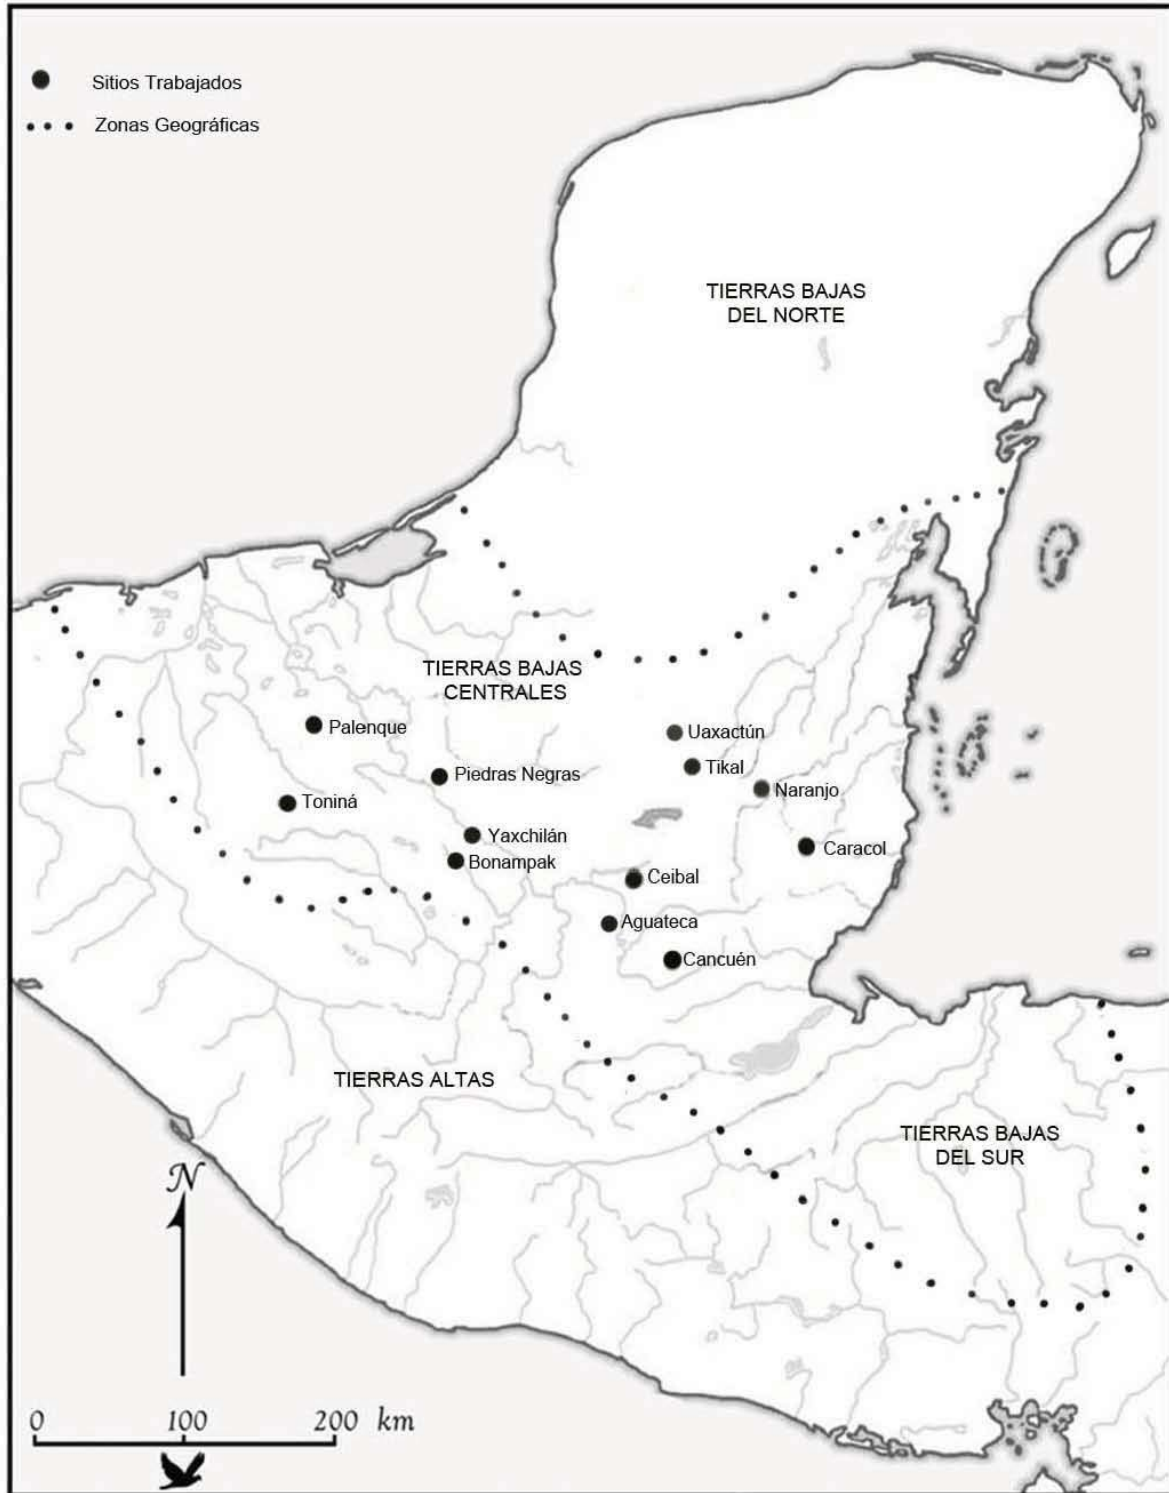 Sitios Trabajados
Zonas Geográficas
TIERRAS BAJAS
DEL NORTE
TIERRAS BAJAS
CENTRALES
Palenque
Uaxactún
Tikal
Piedras Negras
Naranjo
Toniná
Yaxchilán
Caracol
Bonampak
Ceibal
Aguateca
Cancuén
TIERRAS ALTAS
TIERRAS BAJAS
DEL SUR
N
0 100 200 km